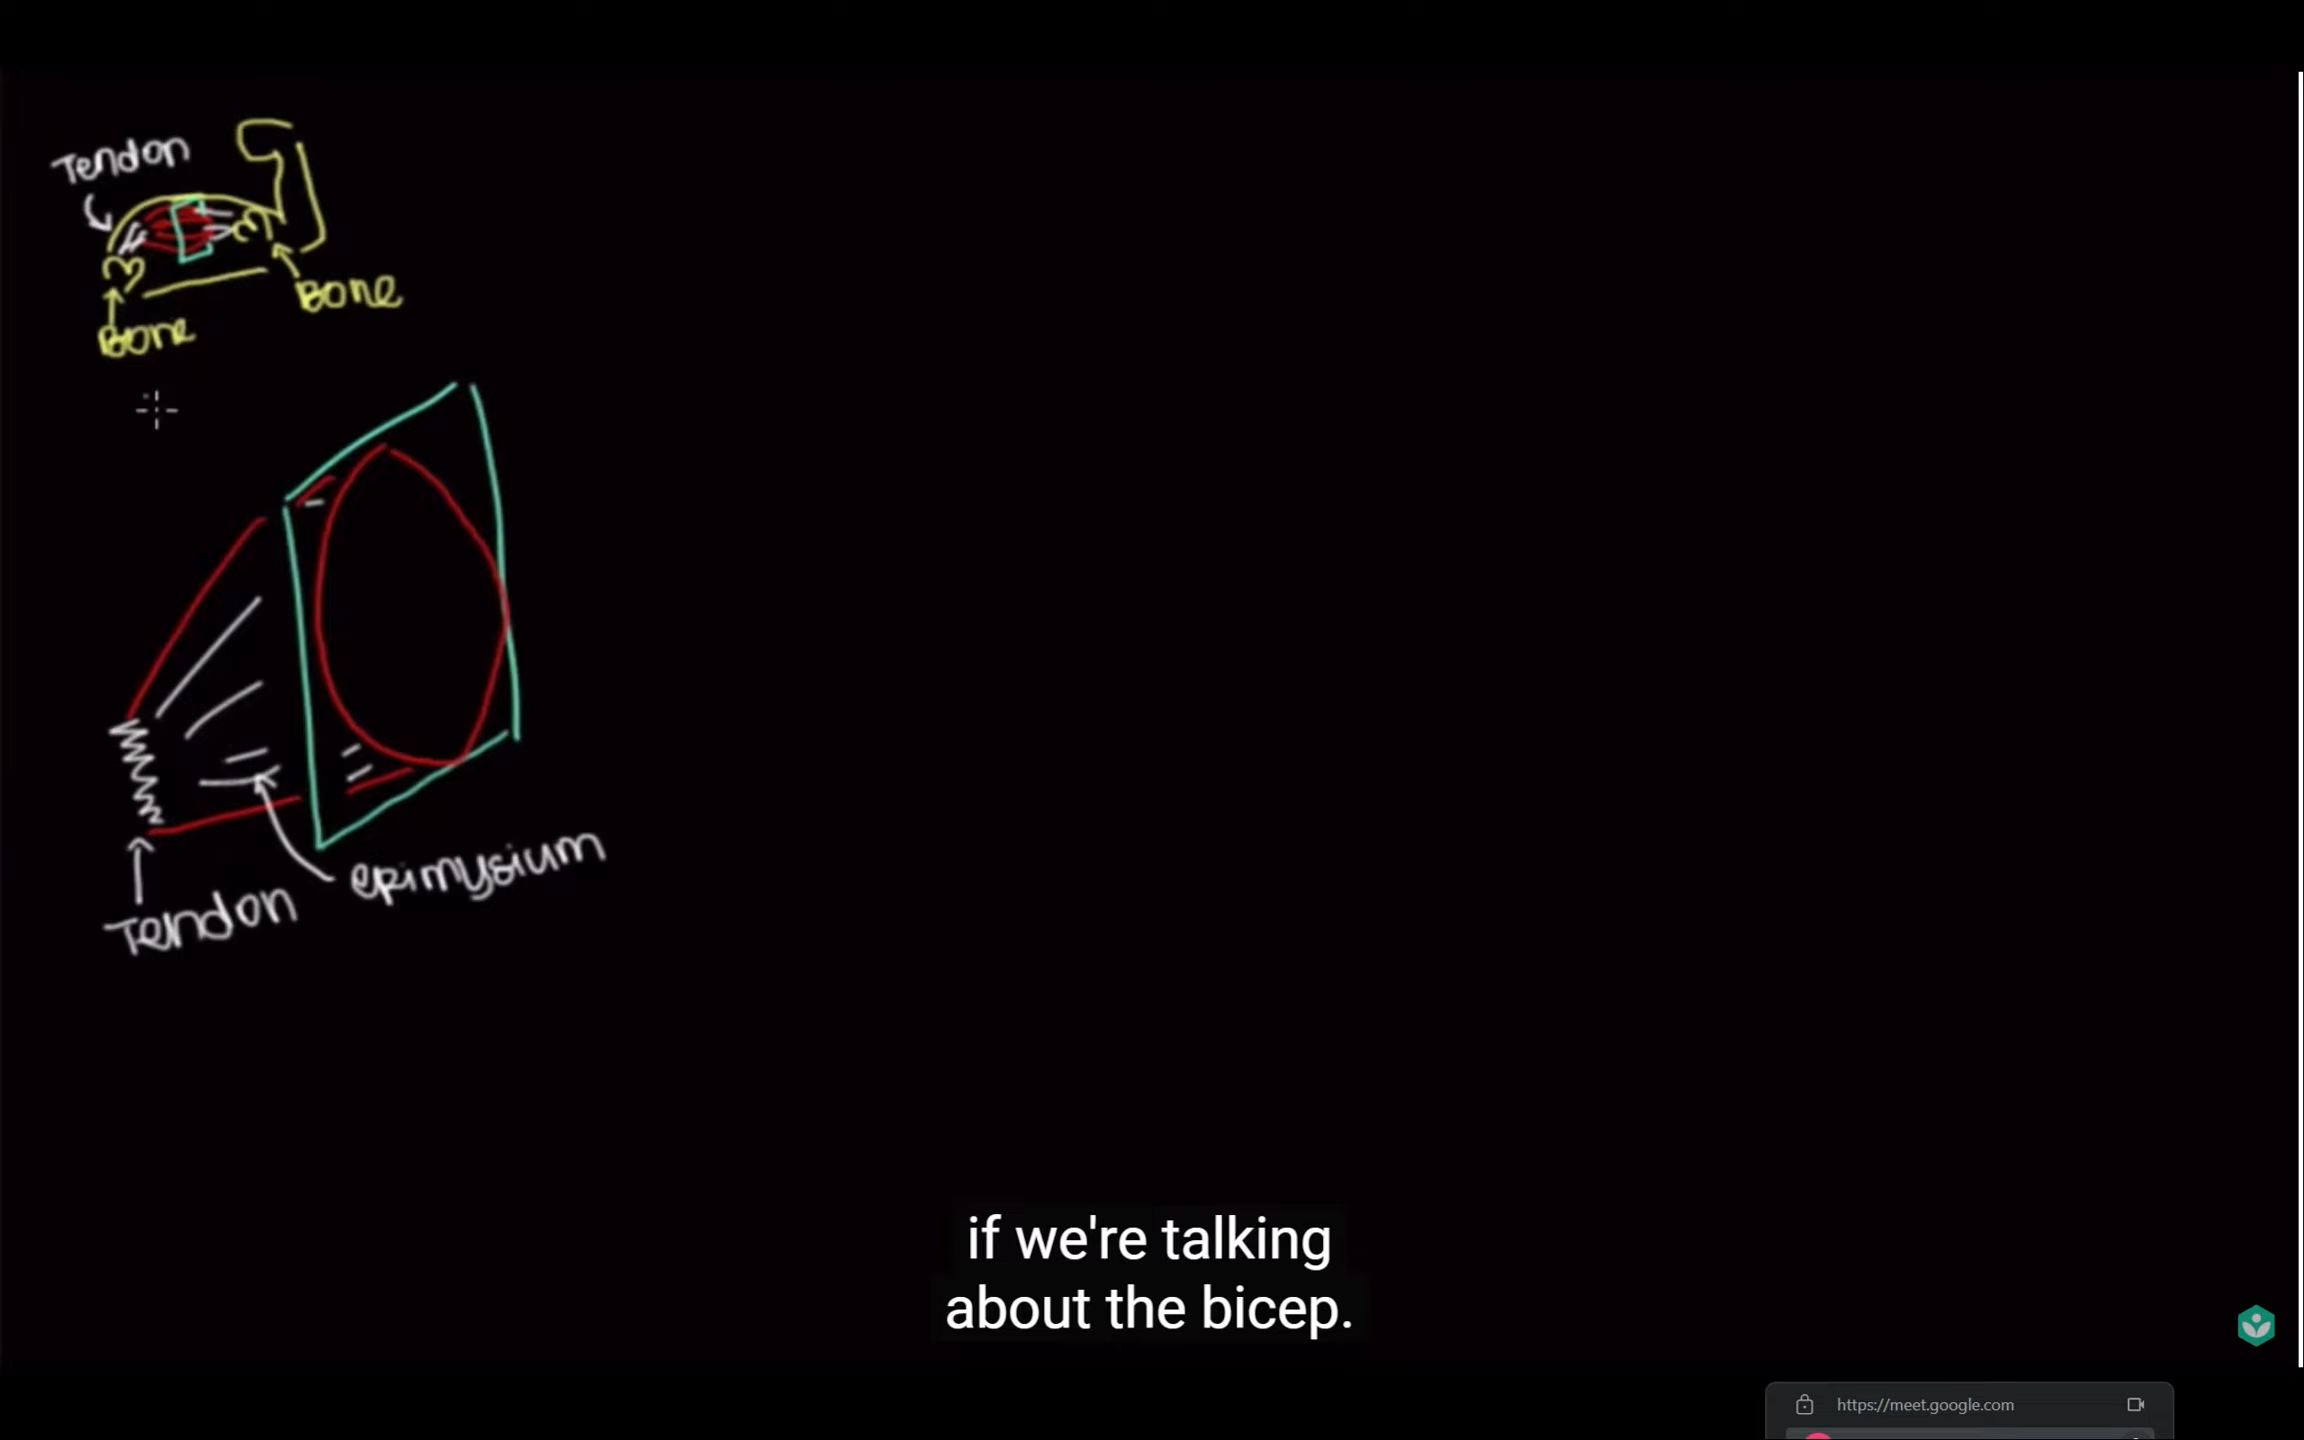 Tendon
Bone
Bone
epimysium
Tendon
if we're talking
about the bicep.
https://meet.google.com